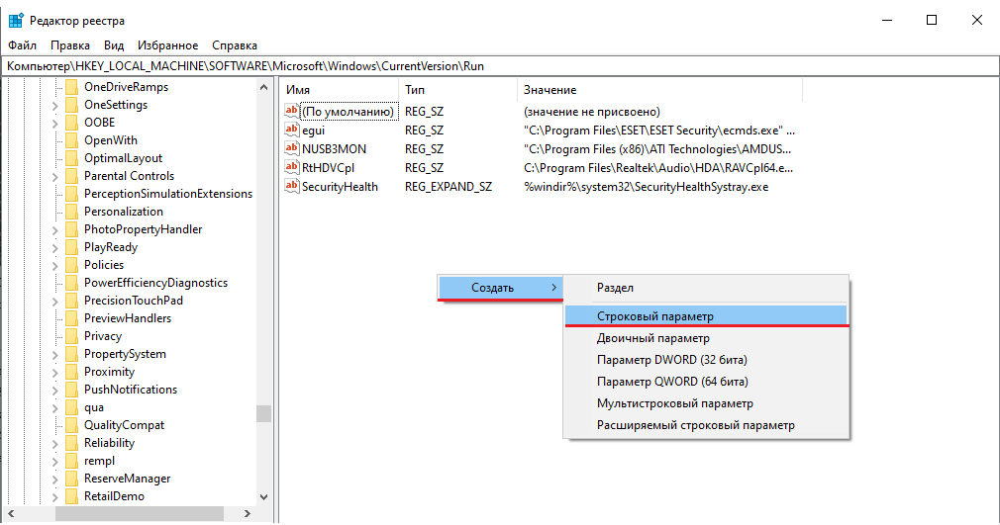 Редактор реестра
Файл Правка Вид Избранное Справка
Компьютер\HKEY_LOCAL_MACHINE\SOFTWARE\Microsoft\Windows\CurrentVersion\Run
OneDriveRamps
OneSettings
OOBE
OpenWith
OptimalLayout
Parental Controls
PerceptionSimulationExtensions
Personalization
PhotoPropertyHandler
PlayReady
Policies
PowerEfficiencyDiagnostics
PrecisionTouchPad
PreviewHandlers
Privacy
PropertySystem
Proximity
PushNotifications
qua
QualityCompat
Reliability
rempl
ReserveManager
RetailDemo
Имя Тип Значение
(По умолчанию) REG_SZ (значение не присвоено)
egui REG_SZ "C:\Program Files\ESET\ESET Security\ecmds.exe" ...
NUSB3MON REG_SZ "C:\Program Files (x86)\ATI Technologies\AMDUS...
RtHDVCpl REG_SZ C:\Program Files\Realtek\Audio\HDA\RAVCpl64.e...
SecurityHealth REG_EXPAND_SZ %windir%\system32\SecurityHealthSystray.exe
Создать
Раздел
Строковый параметр
Двоичный параметр
Параметр DWORD (32 бита)
Параметр QWORD (64 бита)
Мультистроковый параметр
Расширяемый строковый параметр